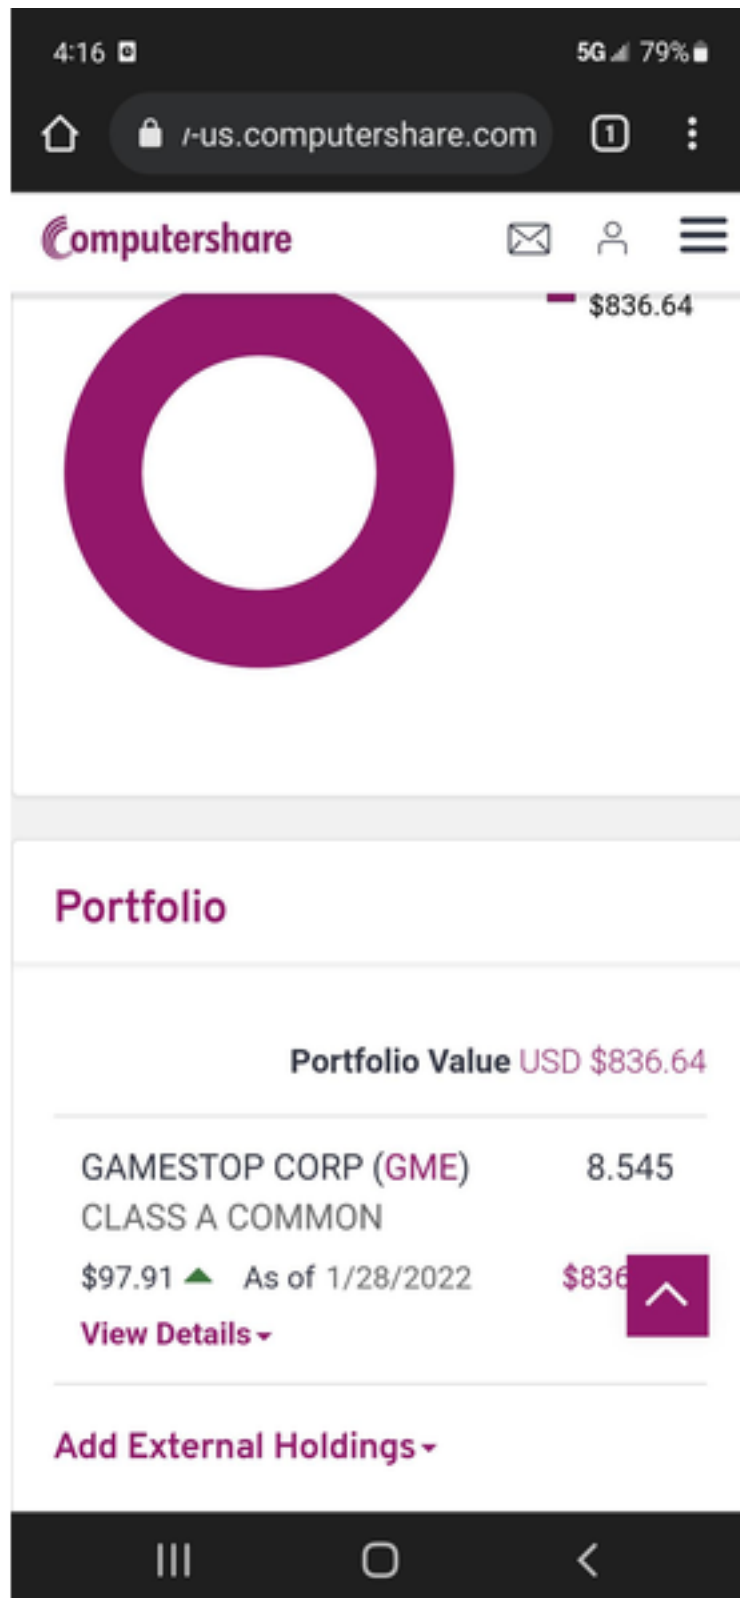 4:16 5G 79%
r-us.computershare.com 1
Computershare
$836.64
Portfolio
Portfolio Value USD $836.64
GAMESTOP CORP (GME) 8.545
CLASS A COMMON
$97.91 As of 1/28/2022 $836
View Details
Add External Holdings